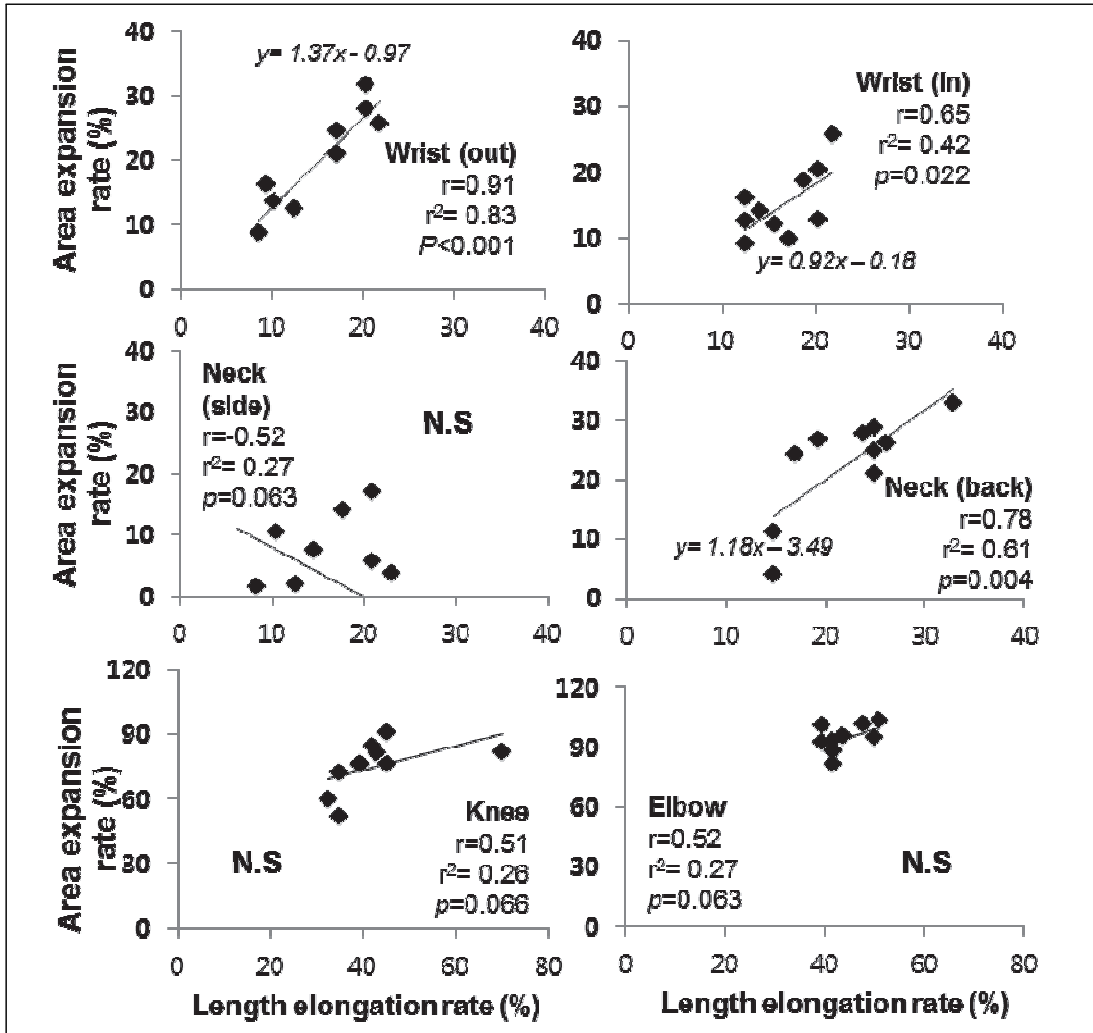 Area expansion
rate (%)
40
30
20
10
0
0
10
20
30
40
y= 1.37x – 0.97
Wrist (out)
r=0.91
r²= 0.83
P<0.001
40
30
20
10
0
0
10
20
30
40
Wrist (in)
r=0.65
r²= 0.42
p=0.022
y= 0.92x – 0.18
Area expansion
rate (%)
40
30
20
10
0
0
10
20
30
40
Neck
(side)
r=-0.52
r²= 0.27
p=0.063
N.S
40
30
20
10
0
0
10
20
30
40
Neck (back)
r=0.78
r²= 0.61
p=0.004
y= 1.18x – 3.49
Area expansion
rate (%)
120
90
60
30
0
0
20
40
60
80
Knee
r=0.51
r²= 0.26
p=0.066
N.S
Length elongation rate (%)
120
90
60
30
0
0
20
40
60
80
Elbow
r=0.52
r²= 0.27
p=0.063
N.S
Length elongation rate (%)